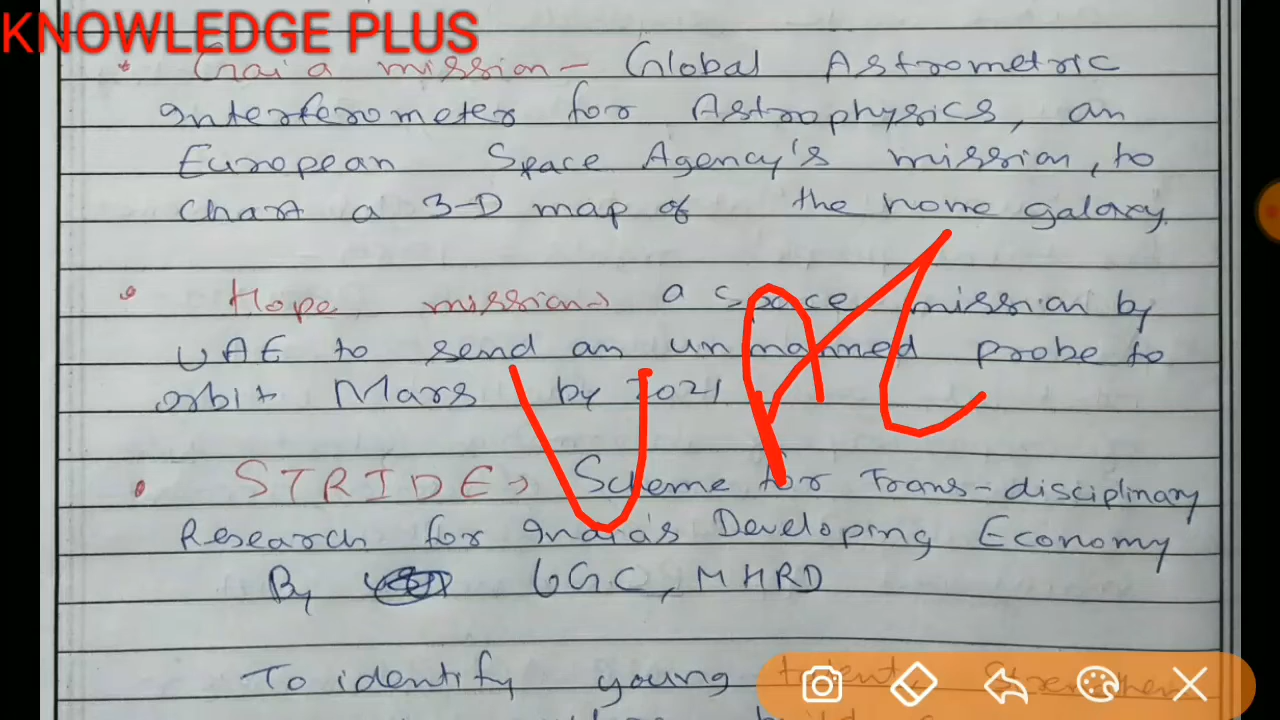 KNOWLEDGE PLUS
Gaia mission - Global Astrometric
Interferometer for Astrophysics, an
European Space Agency's mission, to
chart a 3-D map of the home galaxy.
Hope mission → a space mission by
UAE to send an unmanned probe to
orbit Mars by 2021
STRIDE → Scheme for Trans-disciplinary
Research for India's Developing Economy
By UGC, MHRD
To identify young talent, Strengthen